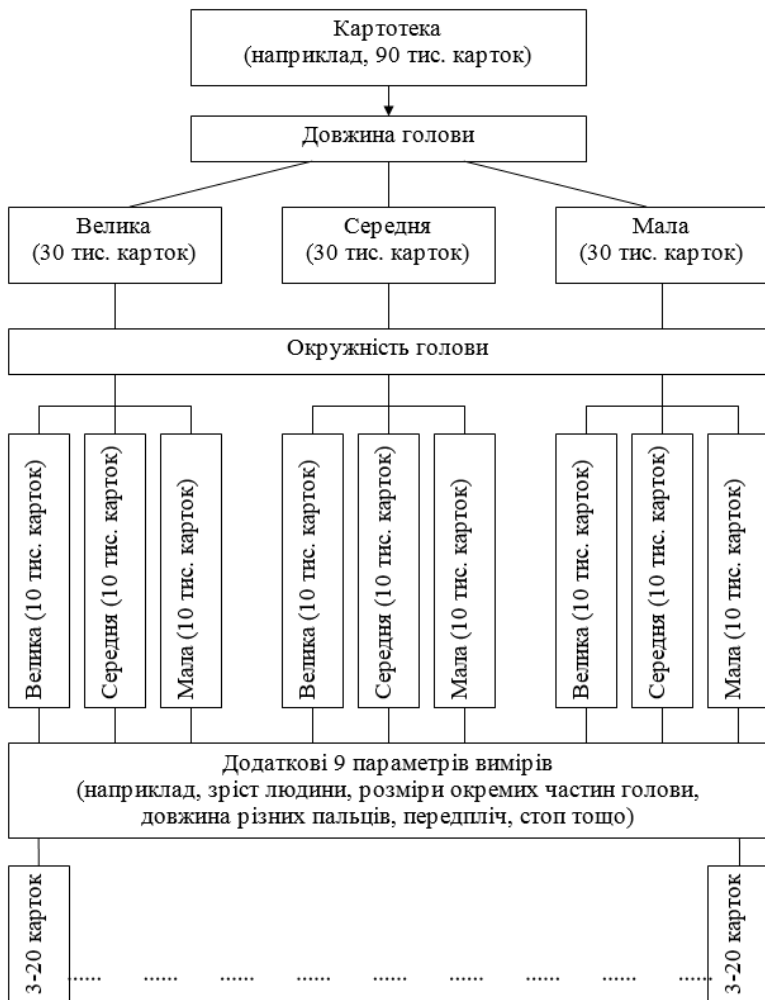 Картотека
(наприклад, 90 тис. карток)
Довжина голови
Велика
(30 тис. карток)
Середня
(30 тис. карток)
Мала
(30 тис. карток)
Окружність голови
Велика (10 тис. карток)
Середня (10 тис. карток)
Мала (10 тис. карток)
Велика (10 тис. карток)
Середня (10 тис. карток)
Мала (10 тис. карток)
Велика (10 тис. карток)
Середня (10 тис. карток)
Мала (10 тис. карток)
Додаткові 9 параметрів вимірів
(наприклад, зріст людини, розміри окремих частин голови,
довжина різних пальців, передпліч, стоп тощо)
3-20 карток
...... ...... ...... ...... ...... ...... ...... ...... ......
3-20 карток